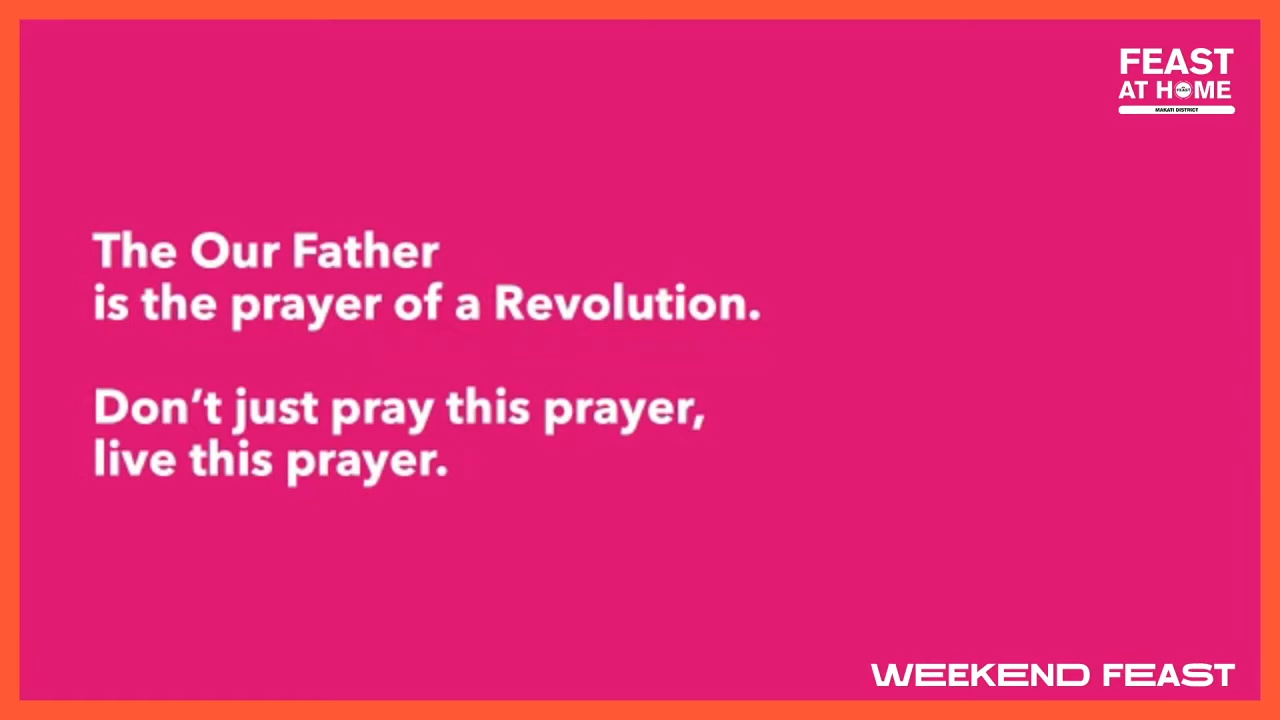 FEAST
AT HOME
MAKATI DISTRICT
The Our Father
is the prayer of a Revolution.
Don’t just pray this prayer,
live this prayer.
WEEKEND FEAST